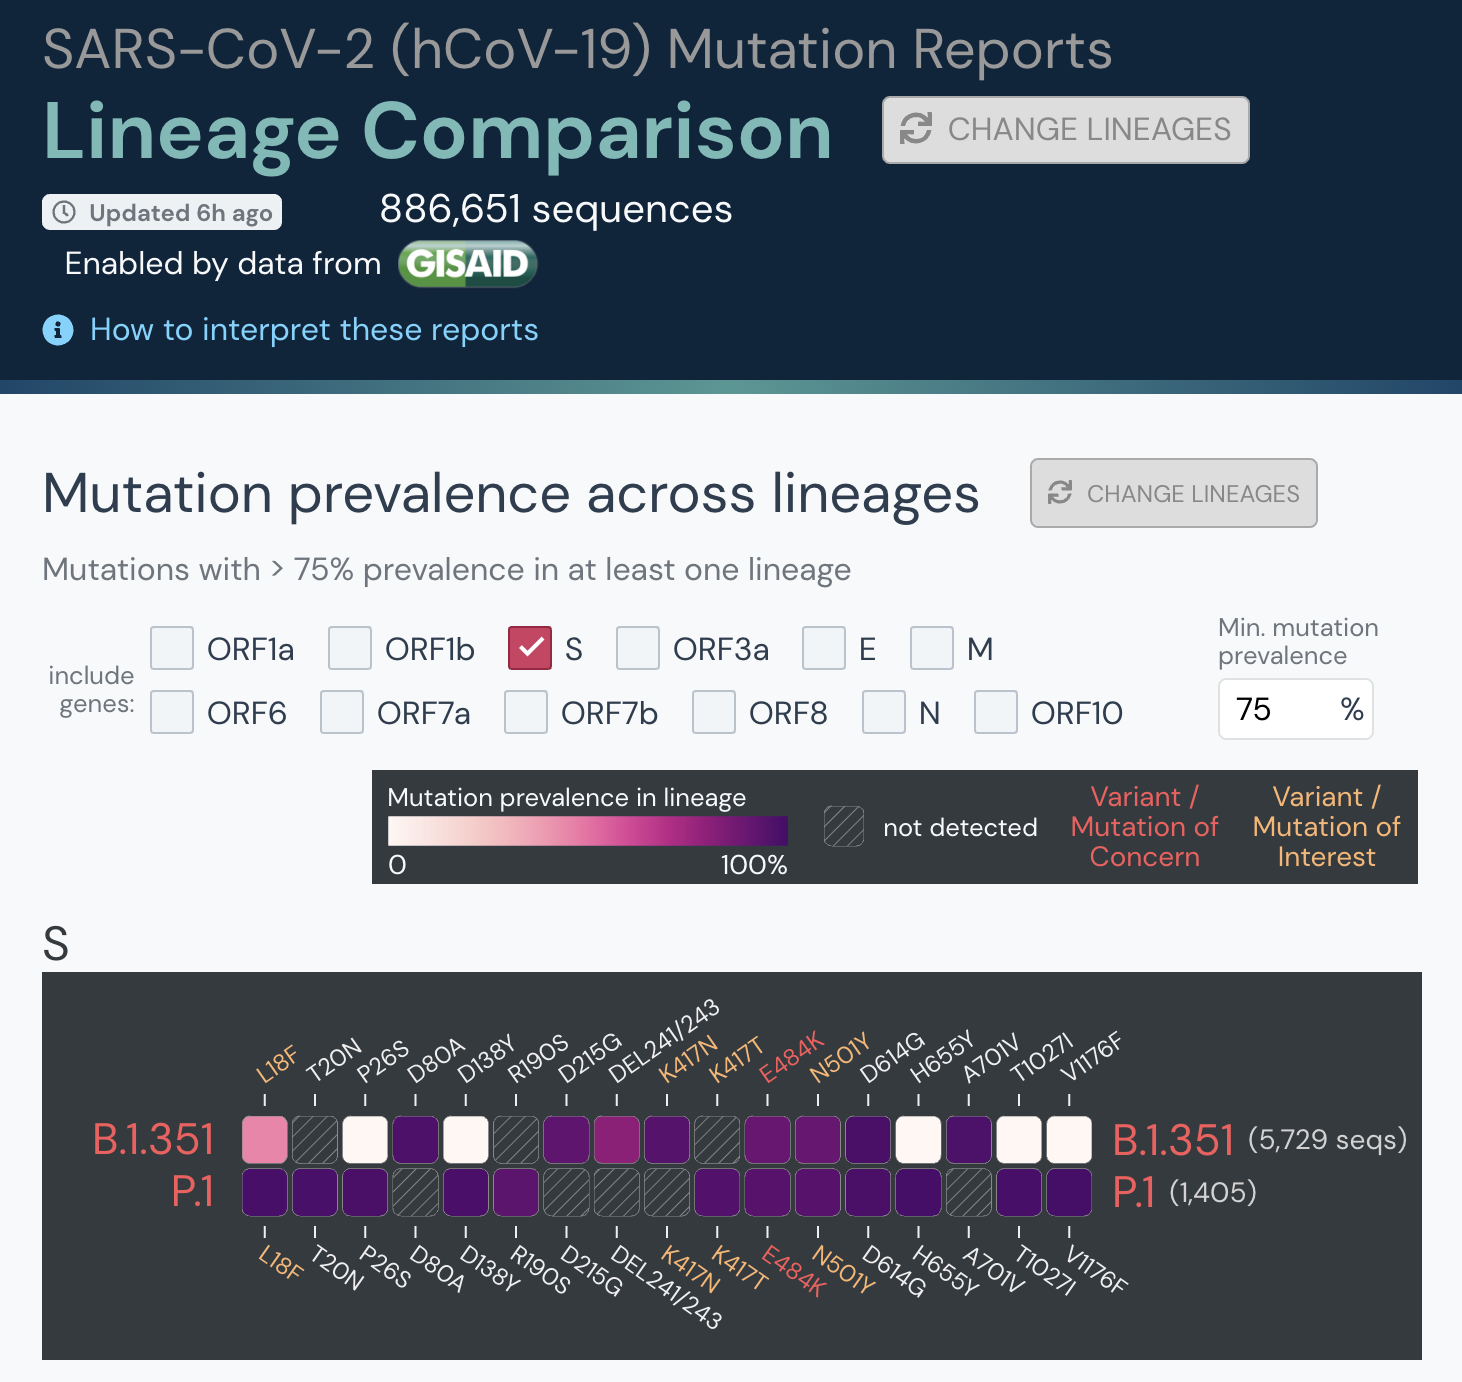 SARS-CoV-2 (hCoV-19) Mutation Reports
Lineage Comparison
CHANGE LINEAGES
Updated 6h ago
886,651 sequences
Enabled by data from GISAID
How to interpret these reports
Mutation prevalence across lineages
CHANGE LINEAGES
Mutations with > 75% prevalence in at least one lineage
include genes:
ORF1a ORF1b S ORF3a E M
ORF6 ORF7a ORF7b ORF8 N ORF10
Min. mutation
prevalence
75 %
Mutation prevalence in lineage
0 100%
not detected
Variant /
Mutation of
Concern
Variant /
Mutation of
Interest
S
L18F T20N P26S D80A D138Y R190S D215G DEL241/243 K417N K417T E484K N501Y D614G H655Y A701V T1027I V1176F
B.1.351 B.1.351 (5,729 seqs)
P.1 P.1 (1,405)
L18F T20N P26S D80A D138Y R190S D215G DEL241/243 K417N K417T E484K N501Y D614G H655Y A701V T1027I V1176F